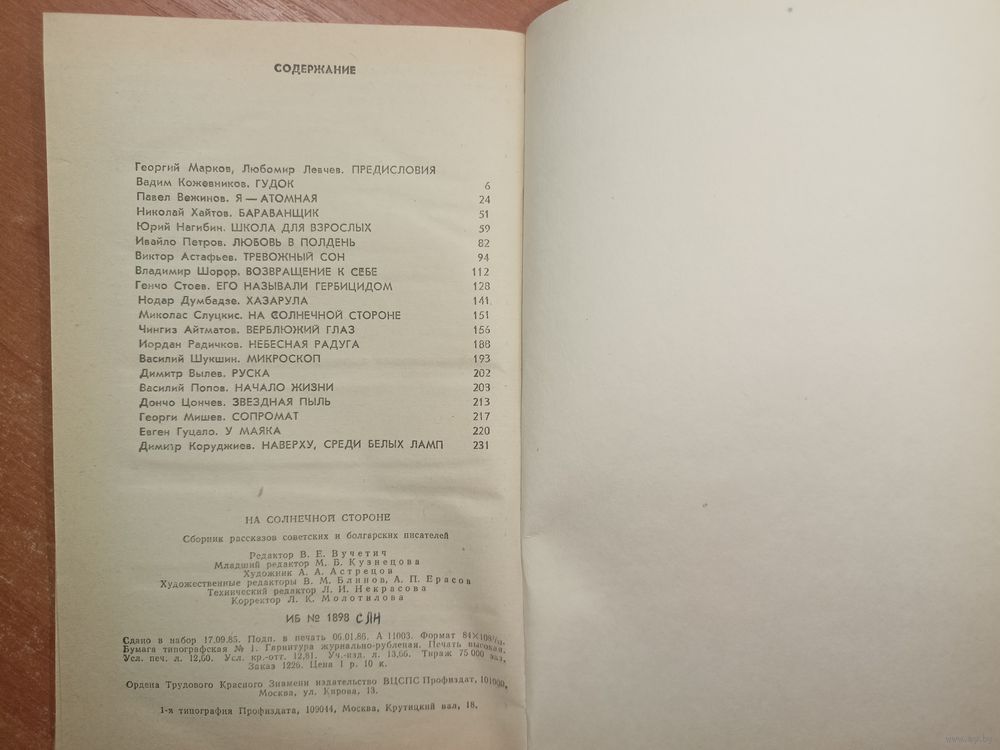 СОДЕРЖАНИЕ
Георгий Марков, Любомир Левчев. ПРЕДИСЛОВИЯ
Вадим Кожевников. ГУДОК 6
Павел Вежинов. Я — АТОМНАЯ 24
Николай Хайтов. БАРАБАНЩИК 51
Юрий Нагибин. ШКОЛА ДЛЯ ВЗРОСЛЫХ 59
Ивайло Петров. ЛЮБОВЬ В ПОЛДЕНЬ 82
Виктор Астафьев. ТРЕВОЖНЫЙ СОН 94
Владимир Шорор. ВОЗВРАЩЕНИЕ К СЕБЕ 112
Генчо Стоев. ЕГО НАЗЫВАЛИ ГЕРБИЦИДОМ 128
Нодар Думбадзе. ХАЗАРУЛА 141
Миколас Слуцкис. НА СОЛНЕЧНОЙ СТОРОНЕ 151
Чингиз Айтматов. ВЕРБЛЮЖИЙ ГЛАЗ 156
Иордан Радичков. НЕБЕСНАЯ РАДУГА 188
Василий Шукшин. МИКРОСКОП 193
Димитр Вылев. РУСКА 202
Василий Попов. НАЧАЛО ЖИЗНИ 208
Дончо Цончев. ЗВЕЗДНАЯ ПЫЛЬ 213
Георги Мишев. СОПРОМАТ 217
Евген Гуцало. У МАЯКА 220
Димитр Коруджиев. НАВЕРХУ, СРЕДИ БЕЛЫХ ЛАМП 231
НА СОЛНЕЧНОЙ СТОРОНЕ
Сборник рассказов советских и болгарских писателей
Редактор В. Е. Вучетич
Младший редактор М. В. Кузнецова
Художник А. А. Астрецов
Художественные редакторы В. М. Блинов, А. П. Ерасов
Технический редактор Л. И. Некрасова
Корректор Л. К. Молотилова
ИБ № 1898
Сдано в набор 17.09.85. Подп. в печать 06.01.86. А 11003. Формат 84×108/
Бумага типографская № 1. Гарнитура журнально-рубленая. Печать высокая.
Усл. печ. л. 12,60. Усл. кр.-отт. 12,81. Уч.-изд. л. 13,66. Тираж 75 000 экз.
Заказ 1226. Цена 1 р. 10 к.
Ордена Трудового Красного Знамени издательство ВЦСПС Профиздат, 101000,
Москва, ул. Кирова, 13.
1-я типография Профиздата, 109044, Москва, Крутицкий вал, 18.